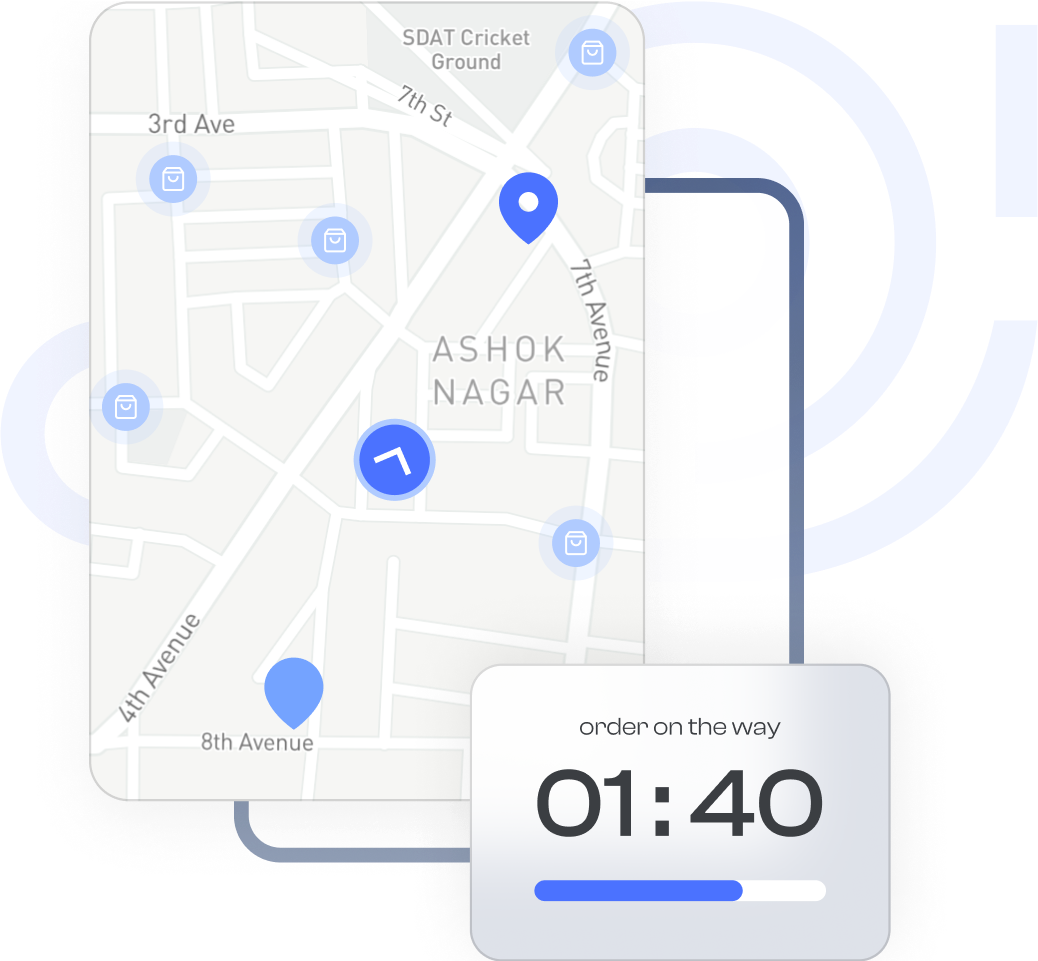 SDAT Cricket
Ground
7th St
3rd Ave
7th Avenue
ASHOK
NAGAR
4th Avenue
8th Avenue
order on the way
01:40